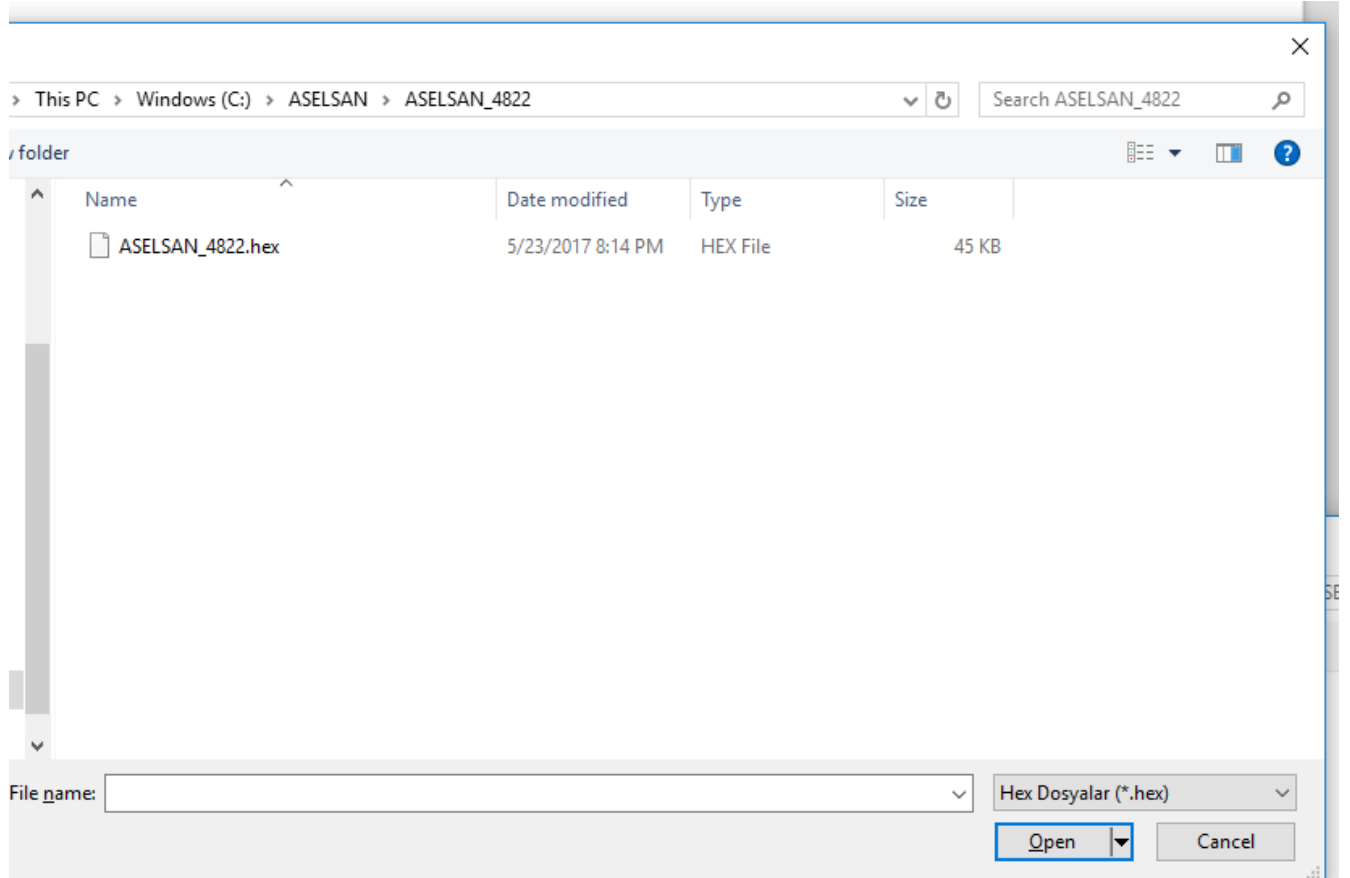 This PC > Windows (C:) > ASELSAN > ASELSAN_4822 Search ASELSAN_4822
folder
Name Date modified Type Size
ASELSAN_4822.hex 5/23/2017 8:14 PM HEX File 45 KB
File name: Hex Dosyalar (*.hex)
Open Cancel